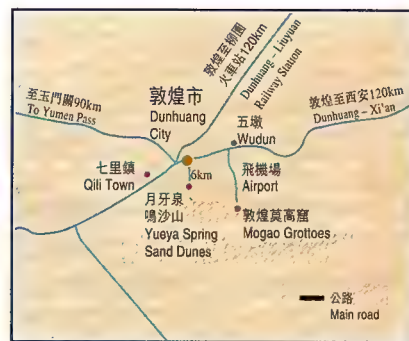 敦煌至柳園
火車站120km
Dunhuang – Liuyuan
Railway Station
至玉門關90km
To Yumen Pass
敦煌市
Dunhuang
City
五墩
Wudun
敦煌至西安120km
Dunhuang – Xi'an
七里鎮
Qili Town
6km
飛機場
Airport
月牙泉
鳴沙山
Yueya Spring
Sand Dunes
敦煌莫高窟
Mogao Grottoes
公路
Main road